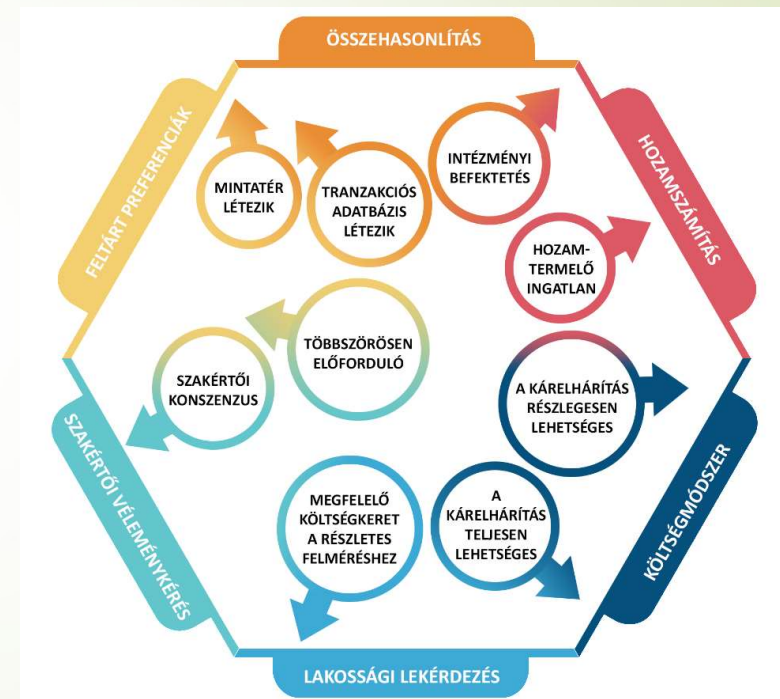 ÖSSZEHASONLÍTÁS
FELTÁRT PREFERENCIÁK
HOZAMSZÁMÍTÁS
MINTATÉR
LÉTEZIK
TRANZAKCIÓS
ADATBÁZIS
LÉTEZIK
INTÉZMÉNYI
BEFEKTETÉS
HOZAM-
TERMELŐ
INGATLAN
TÖBBSZÖRÖSEN
ELŐFORDULÓ
SZAKÉRTŐI
KONSZENZUS
A KÁRELHÁRÍTÁS
RÉSZLEGESEN
LEHETSÉGES
MEGFELELŐ
KÖLTSÉGKERET
A RÉSZLETES
FELMÉRÉSHEZ
A
KÁRELHÁRÍTÁS
TELJESEN
LEHETSÉGES
SZAKÉRTŐI VÉLEMÉNYKÉRÉS
KÖLTSÉGMÓDSZER
LAKOSSÁGI LEKÉRDEZÉS